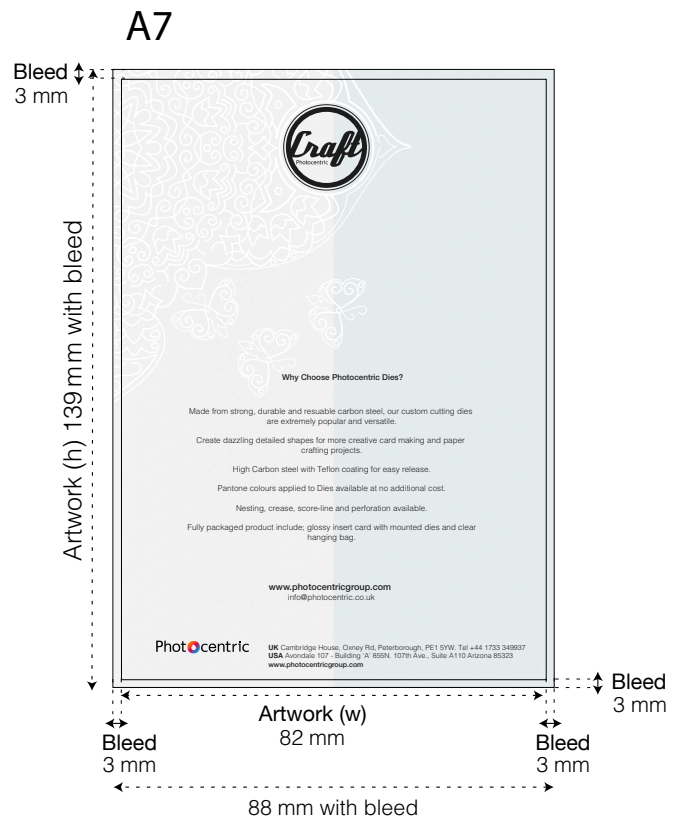 A7
Bleed
3 mm
Artwork (h) 139 mm with bleed
Craft
Photocentric
Why Choose Photocentric Dies?
Made from strong, durable and resuable carbon steel, our custom cutting dies
are extremely popular and versatile.
Create dazzling detailed shapes for more creative card making and paper
crafting projects.
High Carbon steel with Teflon coating for easy release.
Pantone colours applied to Dies available at no additional cost.
Nesting, crease, score-line and perforation available.
Fully packaged product include; glossy insert card with mounted dies and clear
hanging bag.
www.photocentricgroup.com
info@photocentric.co.uk
Photocentric
UK Cambridge House, Oxney Rd, Peterborough, PE1 5YW. Tel +44 1733 349937
USA Avondale 107 - Building 'A' 855N. 107th Ave., Suite A110 Arizona 85323
www.photocentricgroup.com
Bleed
3 mm
Artwork (w)
82 mm
Bleed
3 mm
Bleed
3 mm
88 mm with bleed